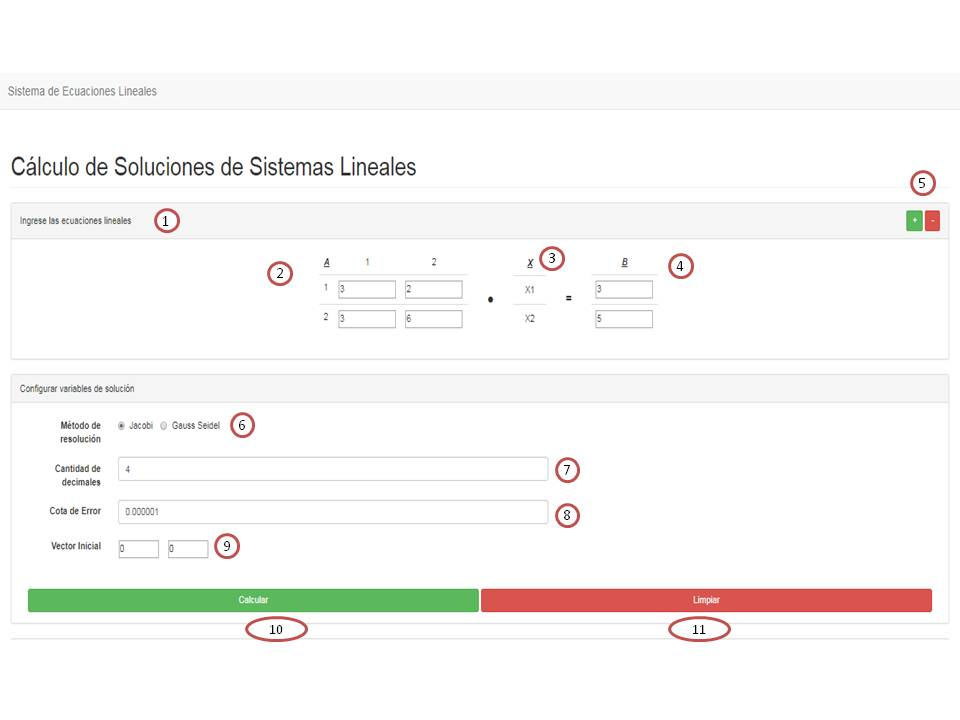 Sistema de Ecuaciones Lineales
Cálculo de Soluciones de Sistemas Lineales
5
Ingrese las ecuaciones lineales 1 + -
2 A 1 2 X 3 B 4
1 3 2 X1 3
• =
2 3 6 X2 5
Configurar variables de solución
Método de resolución Jacobi Gauss Seidel 6
Cantidad de decimales 4 7
Cota de Error 0.000001 8
Vector Inicial 0 0 9
Calcular Limpiar
10 11